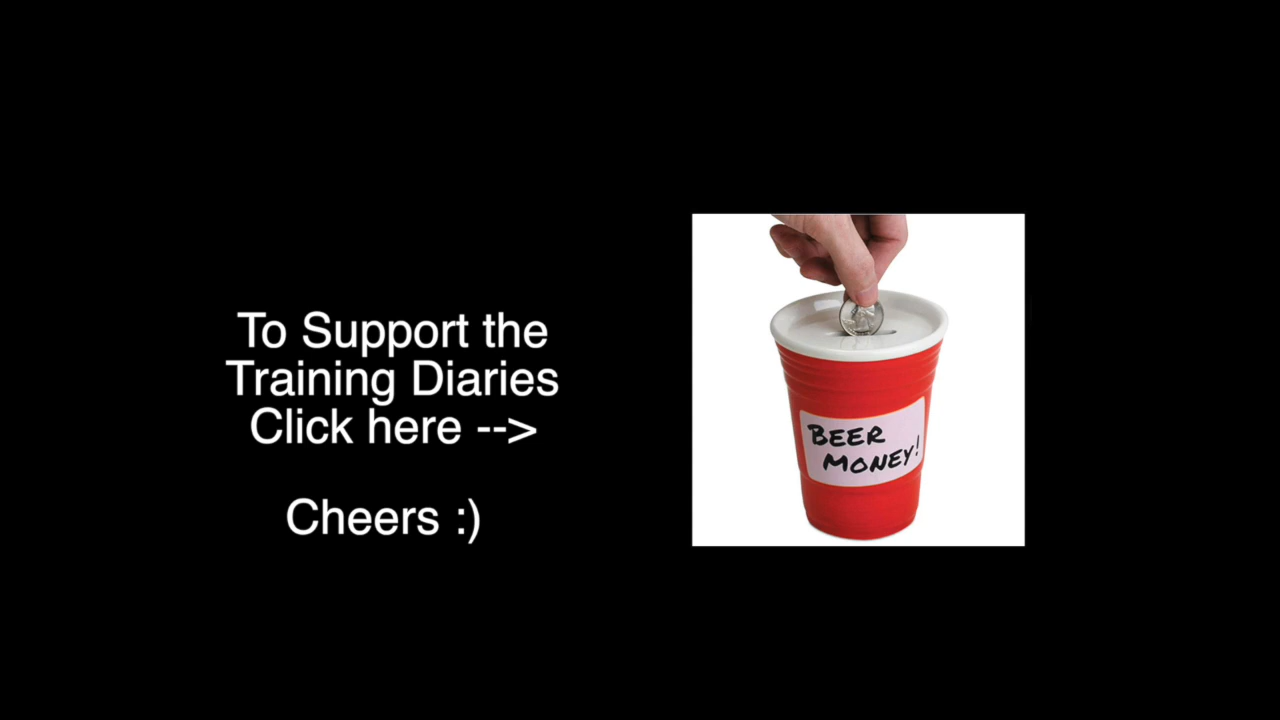 To Support the
Training Diaries
Click here -->
Cheers :)
BEER
MONEY!